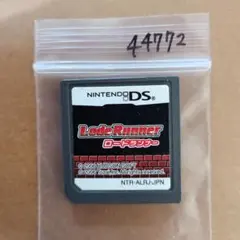 44772
NINTENDO DS
Lode Runner
ロードランナー
NTR-ALRJ-JPN